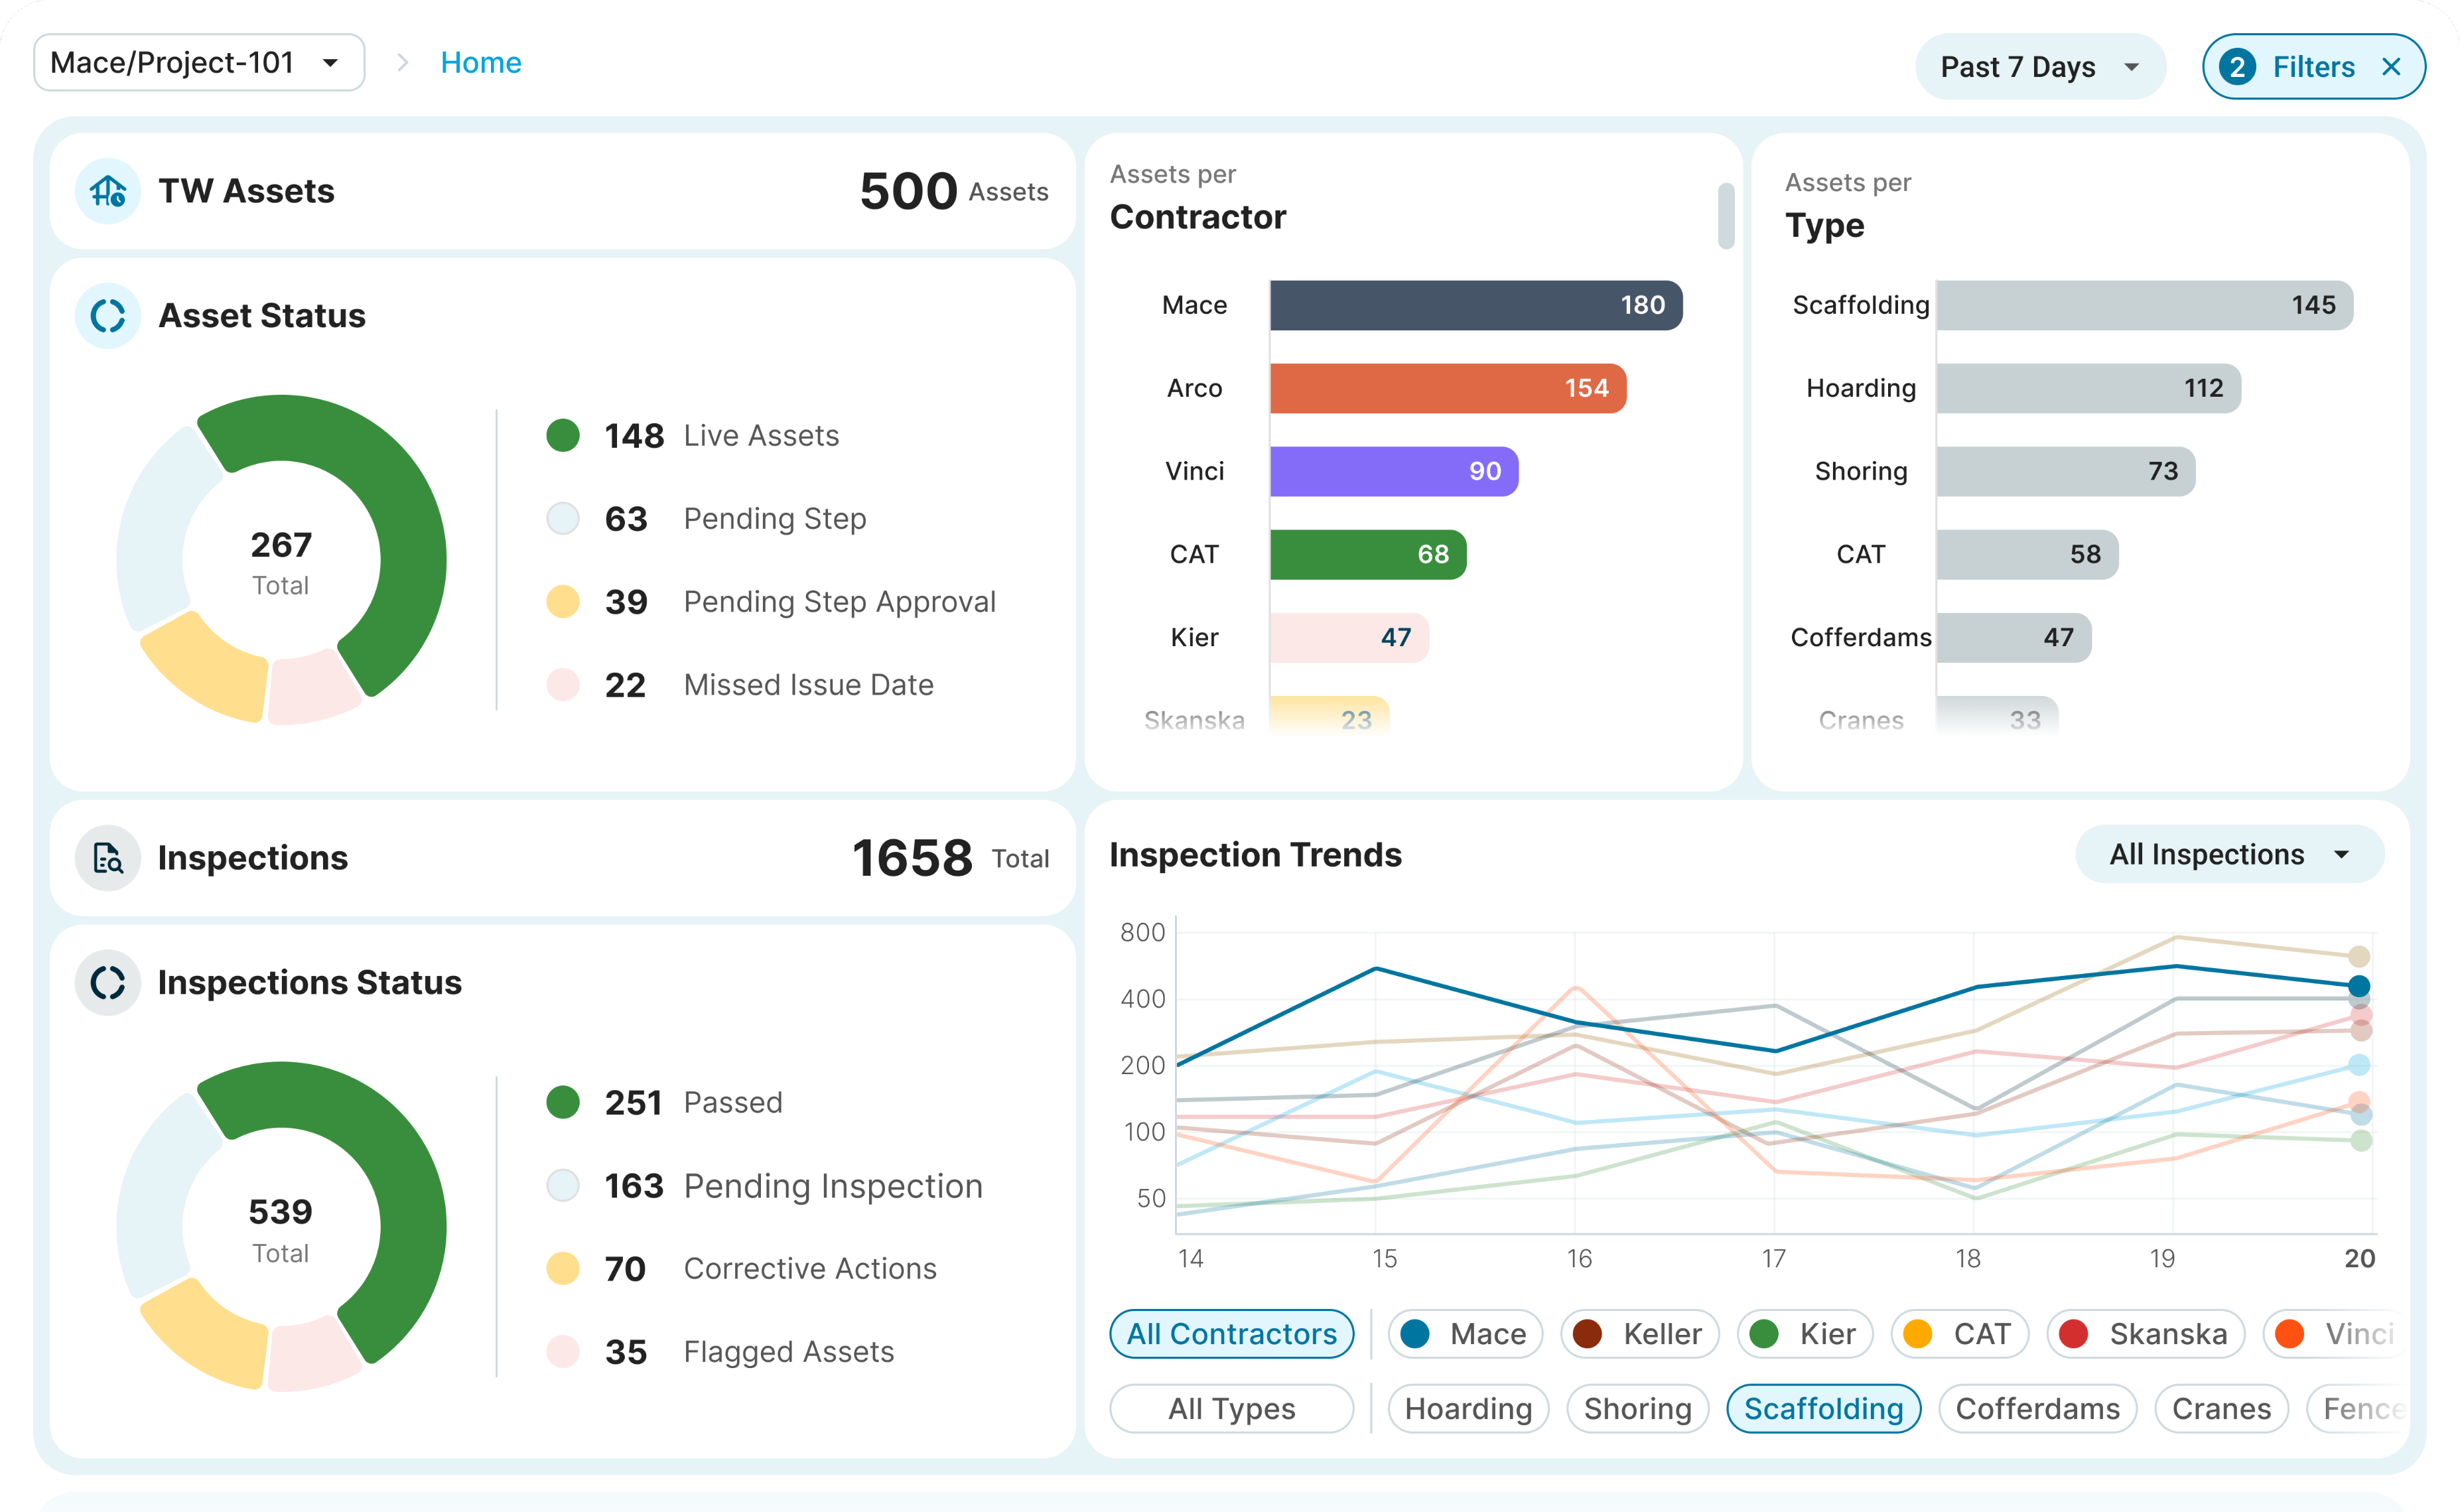 Mace/Project-101
Home
Past 7 Days
2 Filters
TW Assets
500 Assets
Asset Status
267
Total
148 Live Assets
63 Pending Step
39 Pending Step Approval
22 Missed Issue Date
Assets per
Contractor
Mace 180
Arco 154
Vinci 90
CAT 68
Kier 47
Skanska 23
Assets per
Type
Scaffolding 145
Hoarding 112
Shoring 73
CAT 58
Cofferdams 47
Cranes 33
Inspections
1658 Total
Inspections Status
539
Total
251 Passed
163 Pending Inspection
70 Corrective Actions
35 Flagged Assets
Inspection Trends
All Inspections
800
400
200
100
50
14 15 16 17 18 19 20
All Contractors Mace Keller Kier CAT Skanska Vinci
All Types Hoarding Shoring Scaffolding Cofferdams Cranes Fence